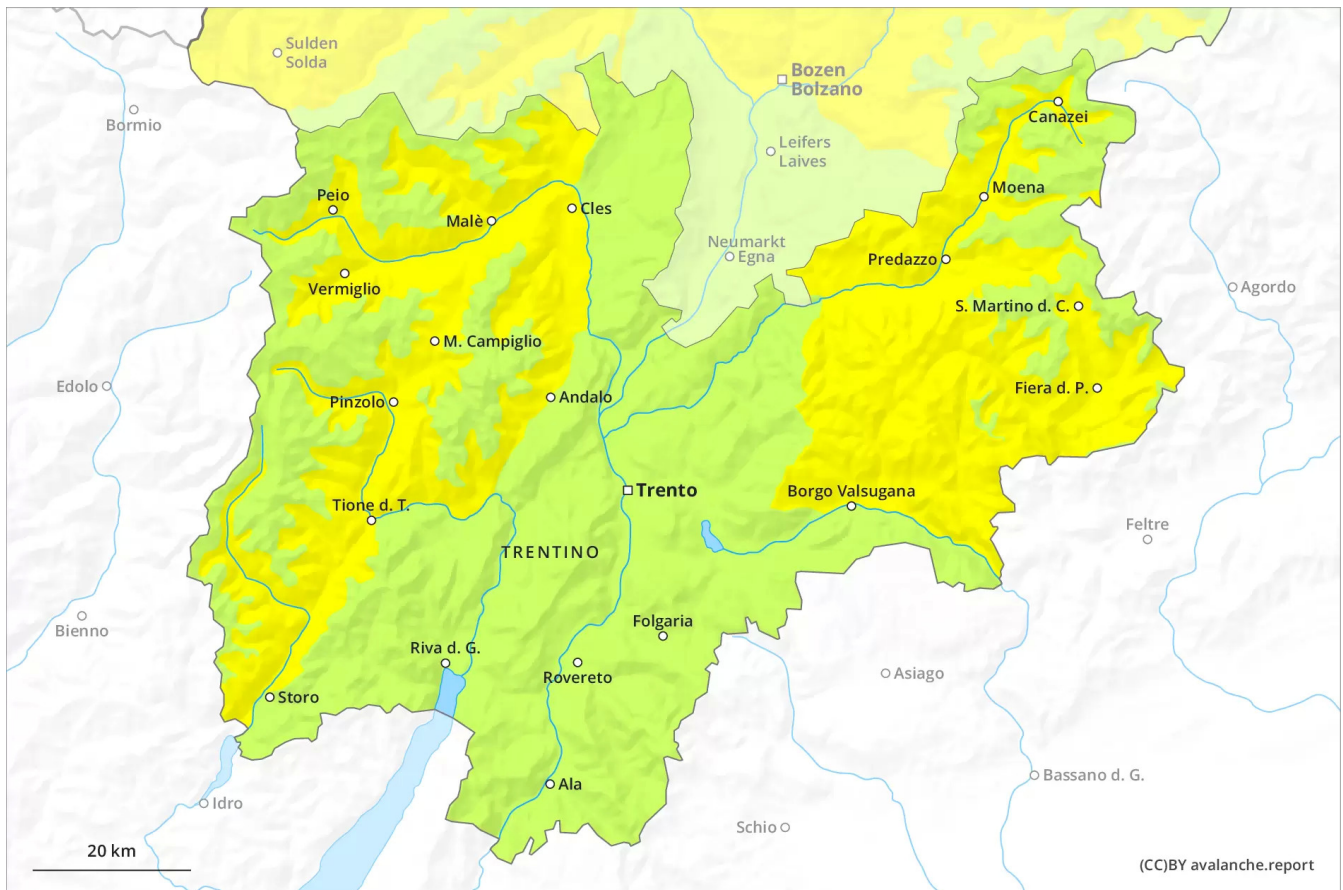 Sulden
Solda
Bozen
Bolzano
Bormio
Canazei
Leifers
Laives
Peio
Moena
Malè
Cles
Neumarkt
Egna
Predazzo
Vermiglio
Agordo
S. Martino d. C.
M. Campiglio
Edolo
Pinzolo
Andalo
Fiera d. P.
Trento
Borgo Valsugana
Tione d. T.
Feltre
TRENTINO
Bienno
Folgaria
Riva d. G.
Rovereto
Asiago
Storo
Bassano d. G.
Ala
Idro
Schio
20 km
(CC)BY avalanche.report